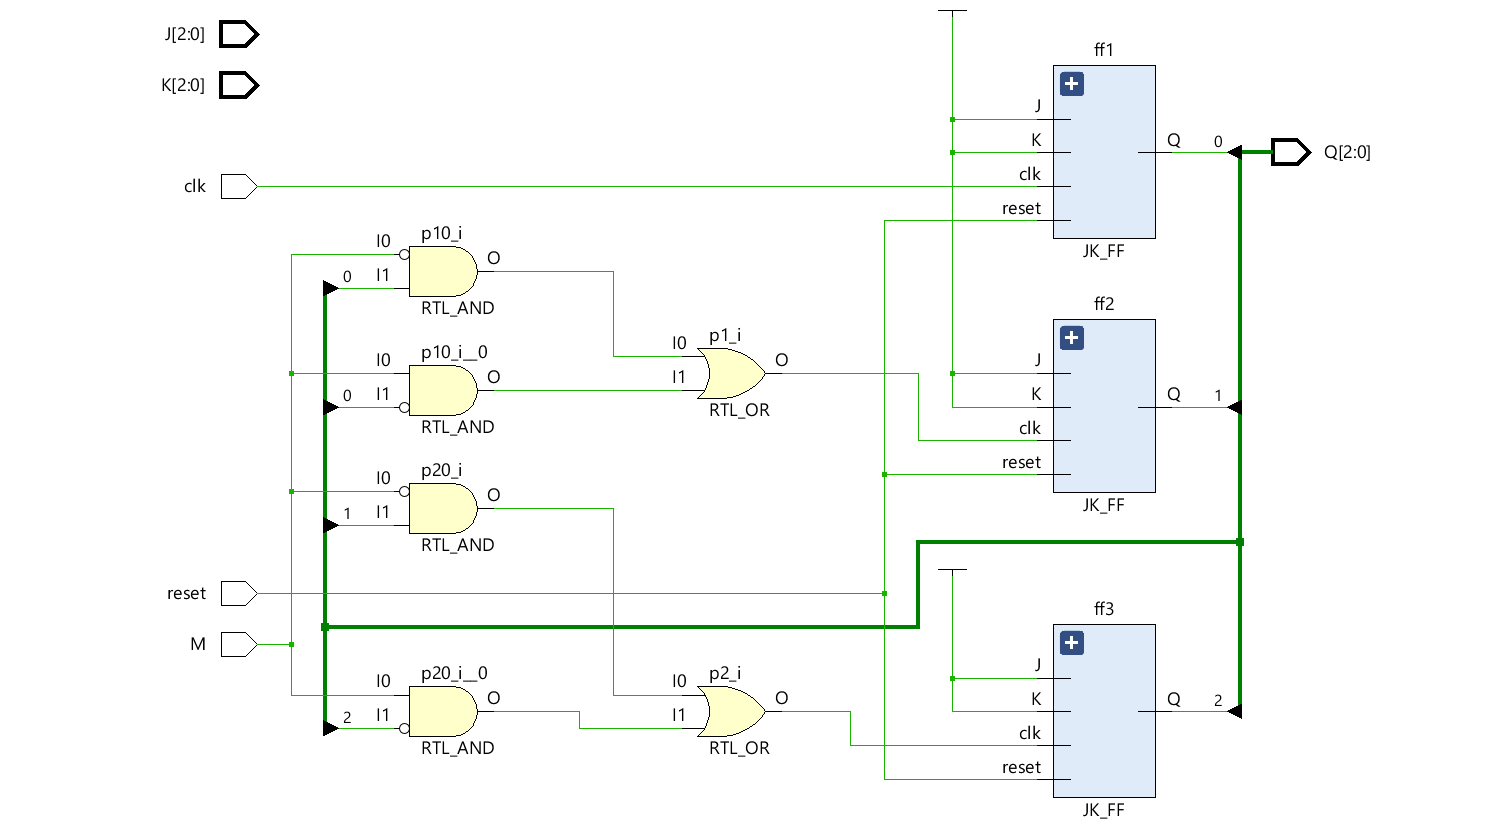 J[2:0]
K[2:0]
clk
reset
M
I0
p10_i
0
I1
O
RTL_AND
I0
p10_i__0
0
I1
O
RTL_AND
I0
p20_i
1
I1
O
RTL_AND
I0
p20_i__0
2
I1
O
RTL_AND
I0
p1_i
I1
O
RTL_OR
I0
p2_i
I1
O
RTL_OR
ff1
J
K
clk
reset
Q
0
JK_FF
Q[2:0]
ff2
J
K
clk
reset
Q
1
JK_FF
ff3
J
K
clk
reset
Q
2
JK_FF